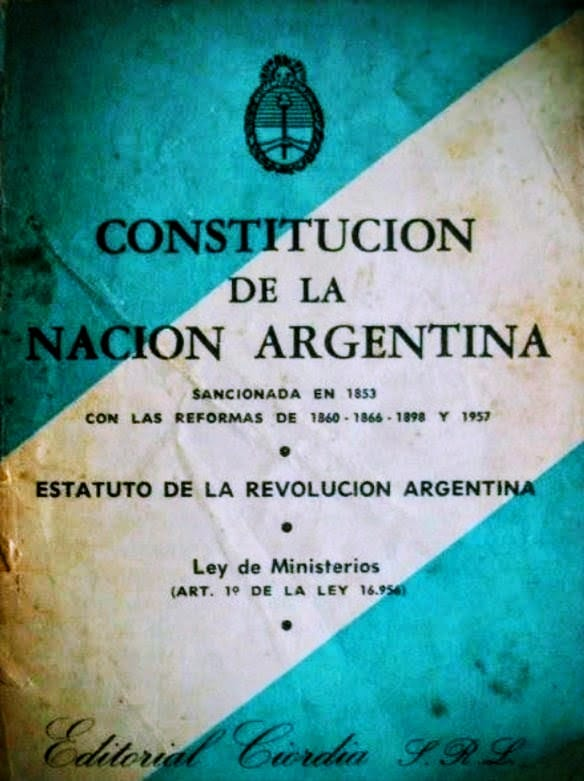 CONSTITUCION
DE LA
NACION ARGENTINA
SANCIONADA EN 1853
CON LAS REFORMAS DE 1860 - 1866 - 1898 Y 1957
ESTATUTO DE LA REVOLUCION ARGENTINA
Ley de Ministerios
(ART. 1º DE LA LEY 16.956)
Editorial Ciordia S. R. L.